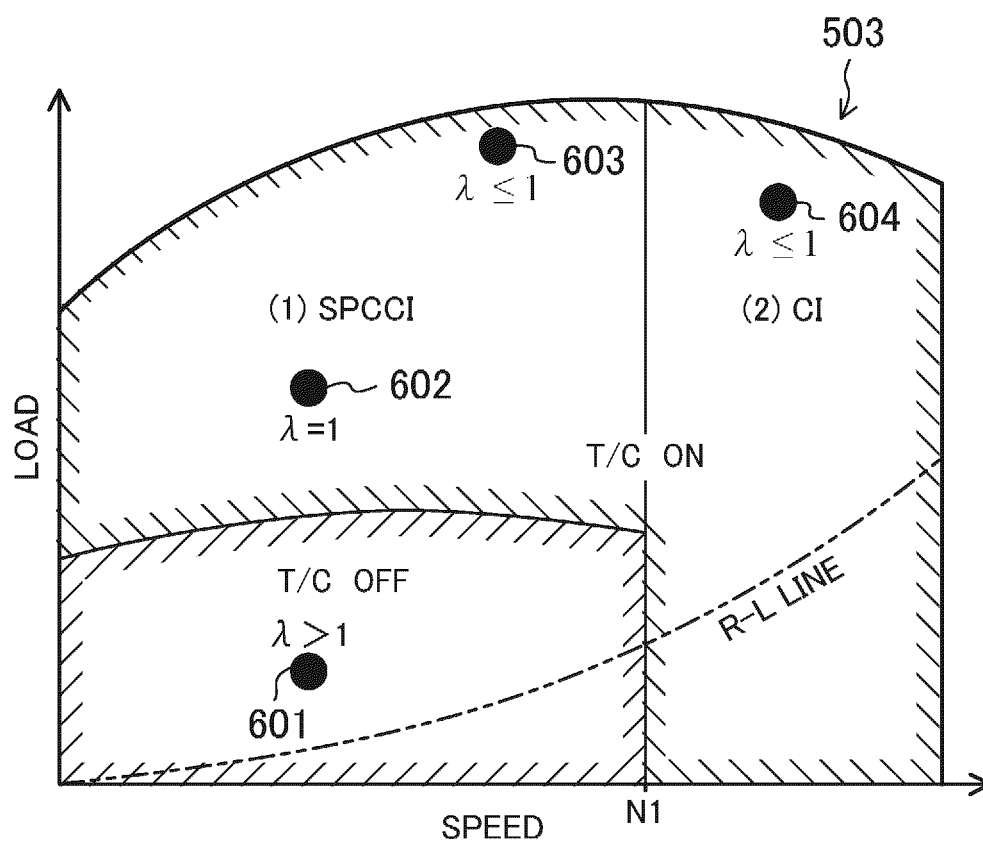 503
603
λ ≤ 1
604
λ ≤ 1
(1) SPCCI
(2) CI
602
λ=1
LOAD
T/C ON
T/C OFF
λ>1
R-L LINE
601
N1
SPEED